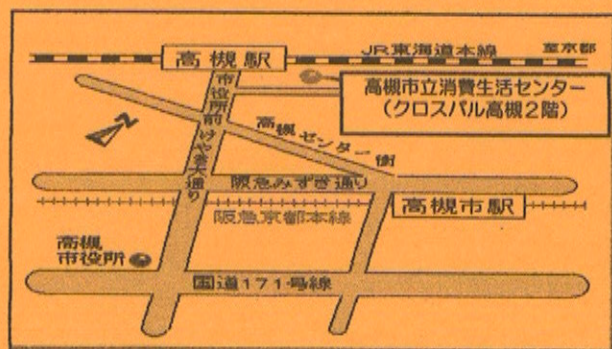 JR東海道本線
至京都
高槻駅
高槻市立消費生活センター
(クロスパル高槻2階)
市役所前けやき大通り
高槻センター街
阪急みずき通り
高槻市駅
阪急京都本線
高槻
市役所
国道171号線